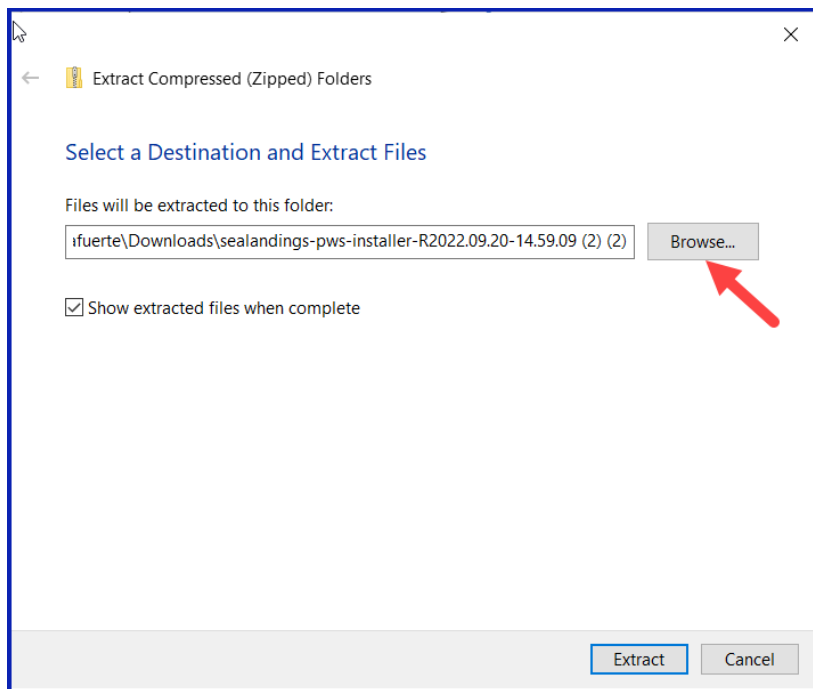 Extract Compressed (Zipped) Folders
Select a Destination and Extract Files
Files will be extracted to this folder:
afuerte\Downloads\sealandings-pws-installer-R2022.09.20-14.59.09 (2) (2)
Browse...
Show extracted files when complete
Extract
Cancel